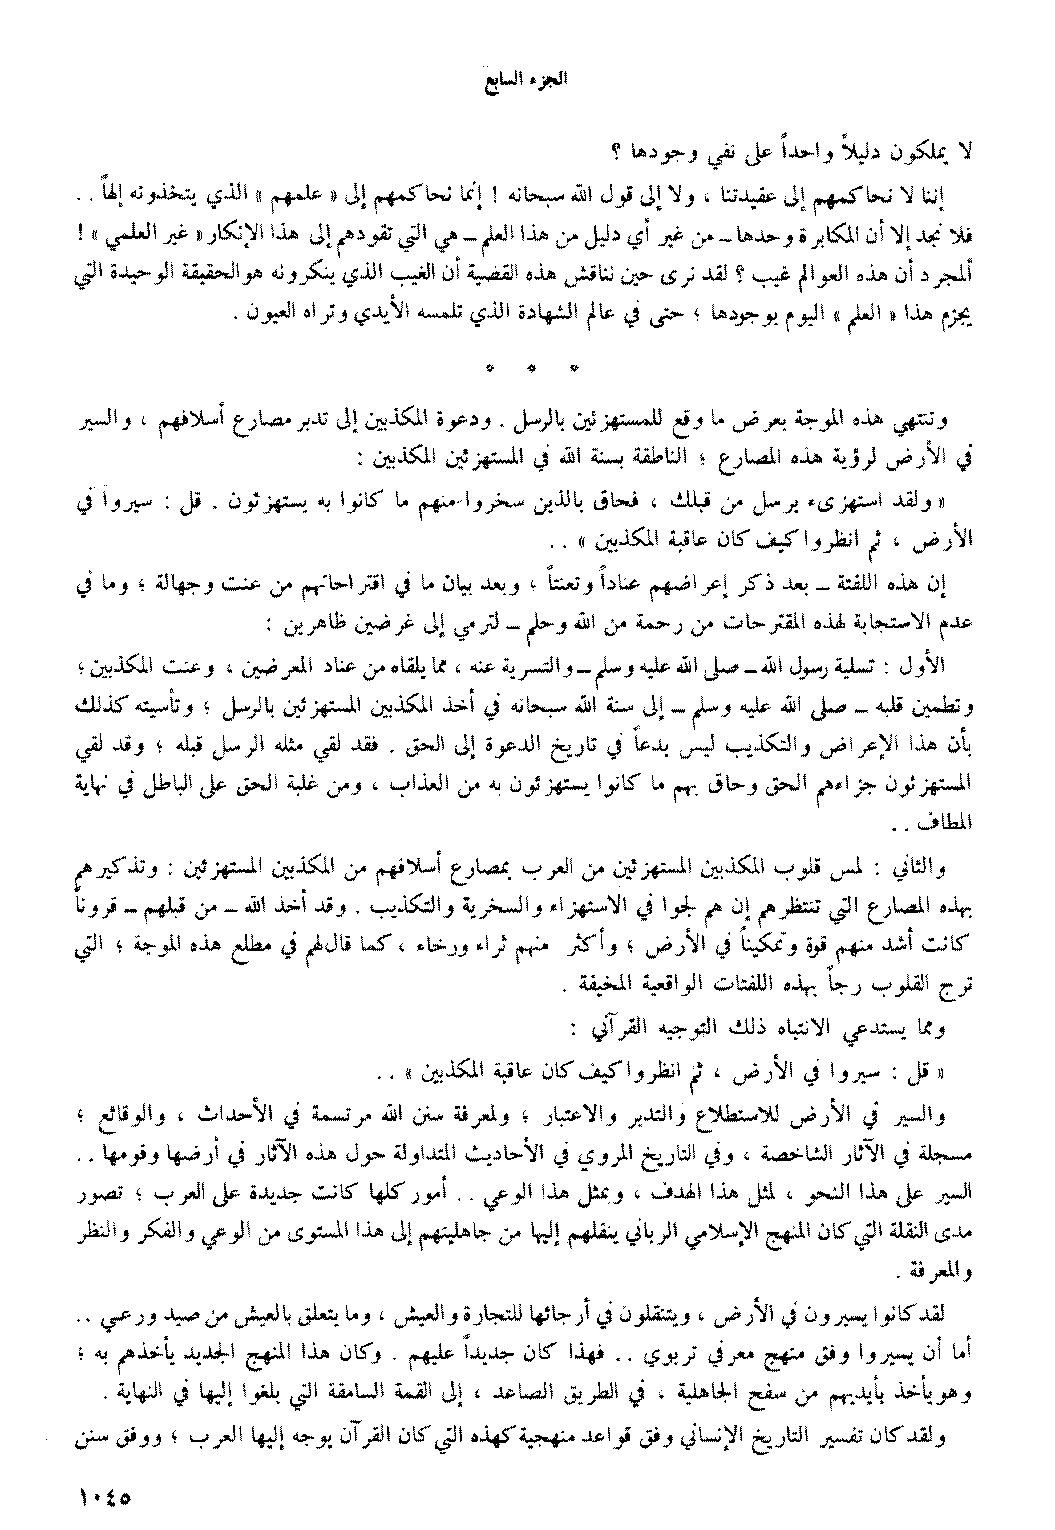 الجزء السابع
لا يملكون دليلاً واحداً على نفي وجودها ؟
إننا لا نحاكمهم إلى عقيدتنا ، ولا إلى قول الله سبحانه ! إنما نحاكمهم إلى « علمهم » الذي يتخذونه إلهاً . .
فلا نجد إلا أن المكابرة وحدها – من غير أي دليل من هذا العلم – هي التي تقودهم إلى هذا الإنكار « غير العلمي » !
ألمجرد أن هذه العوالم غيب ؟ لقد نرى حين نناقش هذه القضية أن الغيب الذي ينكرونه هو الحقيقة الوحيدة التي
يجزم هذا « العلم » اليوم بوجودها ؛ حتى في عالم الشهادة الذي تلمسه الأيدي وتراه العيون .
* * *
وتنتهي هذه الموجة بعرض ما وقع للمستهزئين بالرسل . ودعوة المكذبين إلى تدبر مصارع أسلافهم ، والسير
في الأرض لرؤية هذه المصارع ؛ الناطقة بسنة الله في المستهزئين المكذبين :
« ولقد استهزىء برسل من قبلك ، فحاق بالذين سخروا منهم ما كانوا به يستهزئون . قل : سيروا في
الأرض ، ثم انظروا كيف كان عاقبة المكذبين » . .
إن هذه اللفتة – بعد ذكر إعراضهم عناداً وتعنتاً ؛ وبعد بيان ما في اقتراحاتهم من عنت وجهالة ؛ وما في
عدم الاستجابة لهذه المقترحات من رحمة من الله وحلم – لترمي إلى غرضين ظاهرين :
الأول : تسلية رسول الله – صلى الله عليه وسلم – والتسرية عنه ، مما يلقاه من عناد المعرضين ، وعنت المكذبين ؛
وتطمين قلبه – صلى الله عليه وسلم – إلى سنة الله سبحانه في أخذ المكذبين المستهزئين بالرسل ؛ وتأسيته كذلك
بأن هذا الإعراض والتكذيب ليس بدعاً في تاريخ الدعوة إلى الحق . فقد لقي مثله الرسل قبله ؛ وقد لقي
المستهزئون جزاءهم الحق وحاق بهم ما كانوا يستهزئون به من العذاب ، ومن غلبة الحق على الباطل في نهاية
المطاف . .
والثاني : لمس قلوب المكذبين المستهزئين من العرب بمصارع أسلافهم من المكذبين المستهزئين : وتذكيرهم
بهذه المصارع التي تنتظرهم إن هم لجوا في الاستهزاء والسخرية والتكذيب . وقد أخذ الله – من قبلهم – قروناً
كانت أشد منهم قوة وتمكيناً في الأرض ؛ وأكثر منهم ثراء ورخاء ، كما قال لهم في مطلع هذه الموجة ؛ التي
ترج القلوب رجاً بهذه اللفتات الواقعية المخيفة .
ومما يستدعي الانتباه ذلك التوجيه القرآني :
« قل : سيروا في الأرض ، ثم انظروا كيف كان عاقبة المكذبين » . .
والسير في الأرض للاستطلاع والتدبر والاعتبار ؛ ولمعرفة سنن الله مرتسمة في الأحداث ، والوقائع ؛
مسجلة في الآثار الشاخصة ، وفي التاريخ المروي في الأحاديث المتداولة حول هذه الآثار في أرضها وقومها . .
السير على هذا النحو ، لمثل هذا الهدف ، وبمثل هذا الوعي . . أمور كلها كانت جديدة على العرب ؛ تصور
مدى النقلة التي كان المنهج الإسلامي الرباني ينقلهم إليها من جاهليتهم إلى هذا المستوى من الوعي والفكر والنظر
والمعرفة .
لقد كانوا يسيرون في الأرض ، ويتنقلون في أرجائها للتجارة والعيش ، وما يتعلق بالعيش من صيد ورعي . .
أما أن يسيروا وفق منهج معرفي تربوي . . فهذا كان جديداً عليهم . وكان هذا المنهج الجديد يأخذهم به ؛
وهو يأخذ بأيديهم من سفح الجاهلية ، في الطريق الصاعد ، إلى القمة السامقة التي بلغوا إليها في النهاية .
ولقد كان تفسير التاريخ الإنساني وفق قواعد منهجية كهذه التي كان القرآن يوجه إليها العرب ؛ ووفق سنن
١٠٤٥